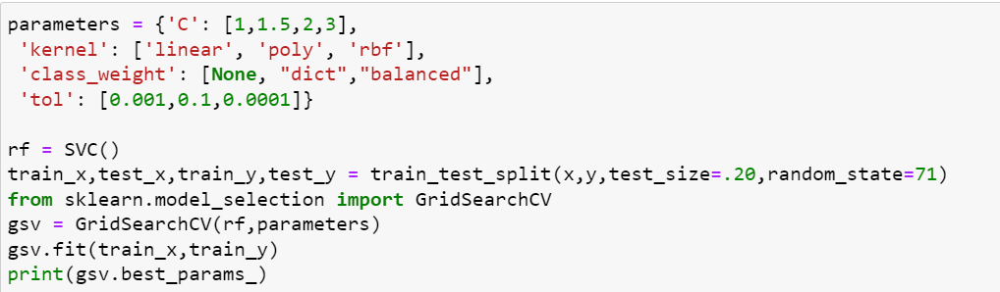 parameters = {'C': [1,1.5,2,3],
 'kernel': ['linear', 'poly', 'rbf'],
 'class_weight': [None, "dict","balanced"],
 'tol': [0.001,0.1,0.0001]}

rf = SVC()
train_x,test_x,train_y,test_y = train_test_split(x,y,test_size=.20,random_state=71)
from sklearn.model_selection import GridSearchCV
gsv = GridSearchCV(rf,parameters)
gsv.fit(train_x,train_y)
print(gsv.best_params_)